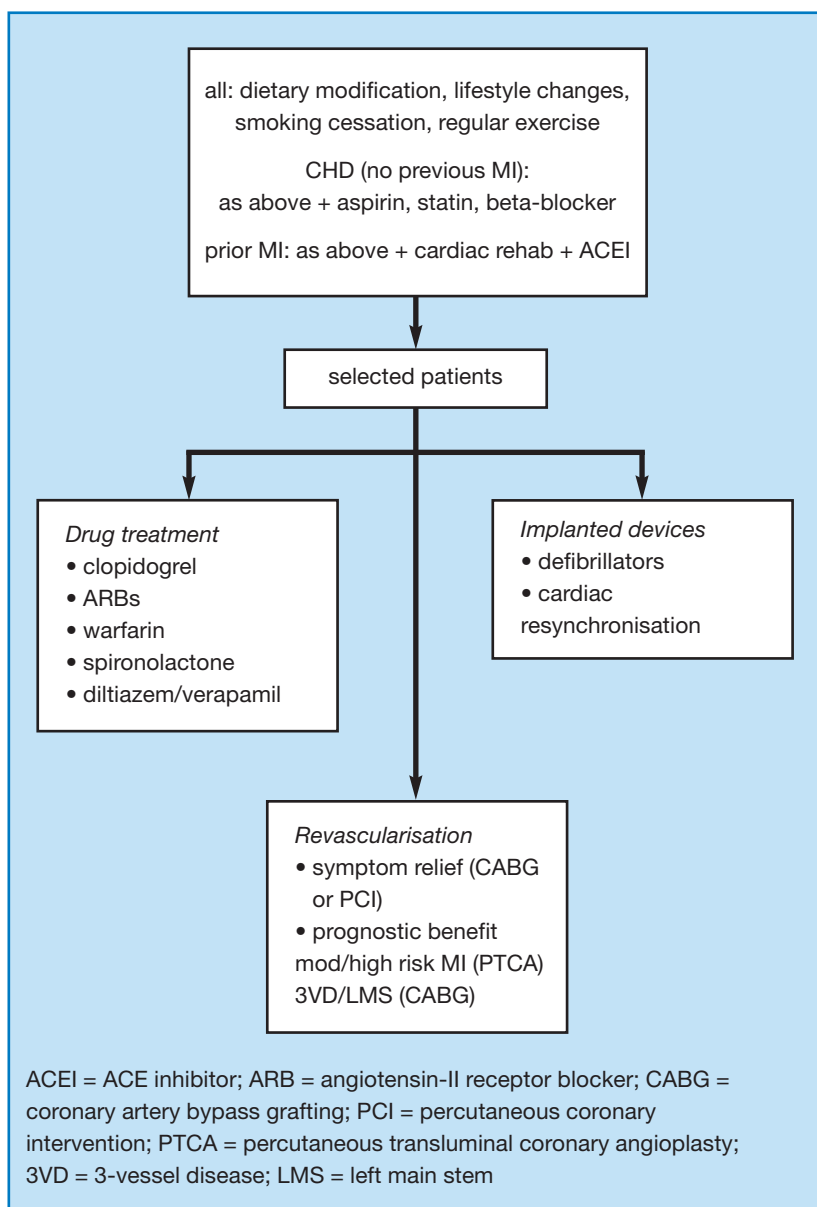 all: dietary modification, lifestyle changes,
smoking cessation, regular exercise
CHD (no previous MI):
as above + aspirin, statin, beta-blocker
prior MI: as above + cardiac rehab + ACEI
selected patients
Drug treatment
• clopidogrel
• ARBs
• warfarin
• spironolactone
• diltiazem/verapamil
Implanted devices
• defibrillators
• cardiac
resynchronisation
Revascularisation
• symptom relief (CABG
or PCI)
• prognostic benefit
mod/high risk MI (PTCA)
3VD/LMS (CABG)
ACEI = ACE inhibitor; ARB = angiotensin-II receptor blocker; CABG =
coronary artery bypass grafting; PCI = percutaneous coronary
intervention; PTCA = percutaneous transluminal coronary angioplasty;
3VD = 3-vessel disease; LMS = left main stem